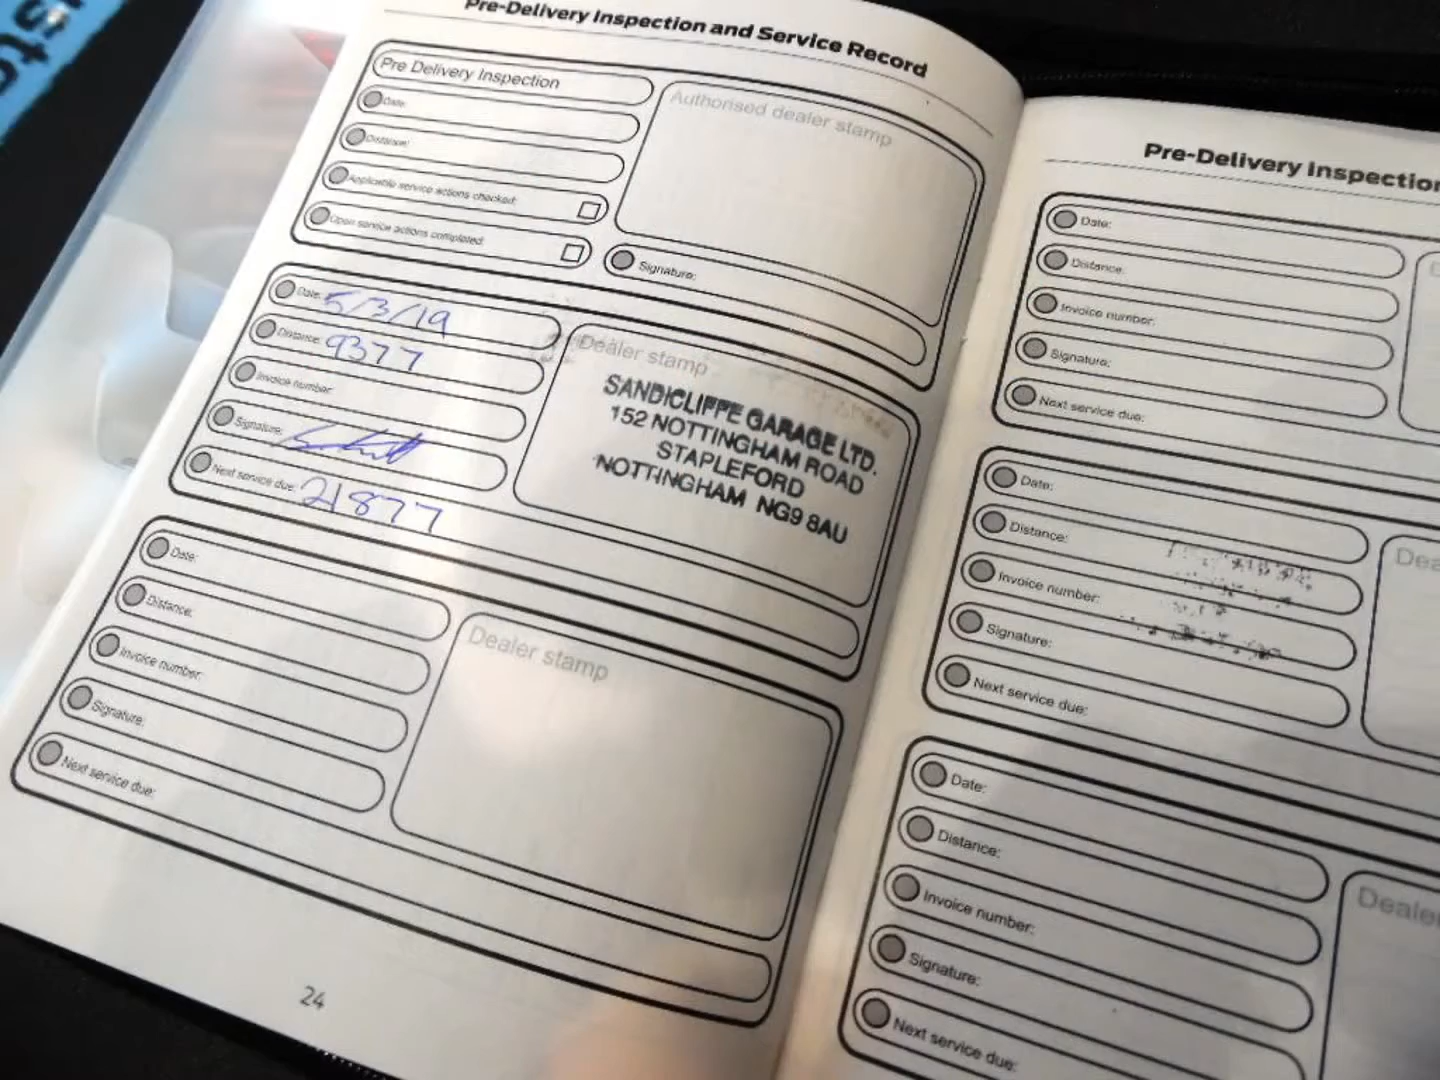 Pre-Delivery Inspection and Service Record
Pre Delivery Inspection
Date:
Distance:
Applicable service actions checked:
Open service actions completed:
Authorised dealer stamp
Signature:
Date: 5/3/19
Distance: 9377
Invoice number:
Signature:
Next service due: 21877
Dealer stamp
SANDICLIFFE GARAGE LTD.
152 NOTTINGHAM ROAD
STAPLEFORD
NOTTINGHAM NG9 8AU
Date:
Distance:
Invoice number:
Signature:
Next service due:
Dealer stamp
24
Pre-Delivery Inspection
Date:
Distance:
Invoice number:
Signature:
Next service due:
Date:
Distance:
Invoice number:
Signature:
Next service due:
Dea
Date:
Distance:
Invoice number:
Signature:
Next service due:
Dealer